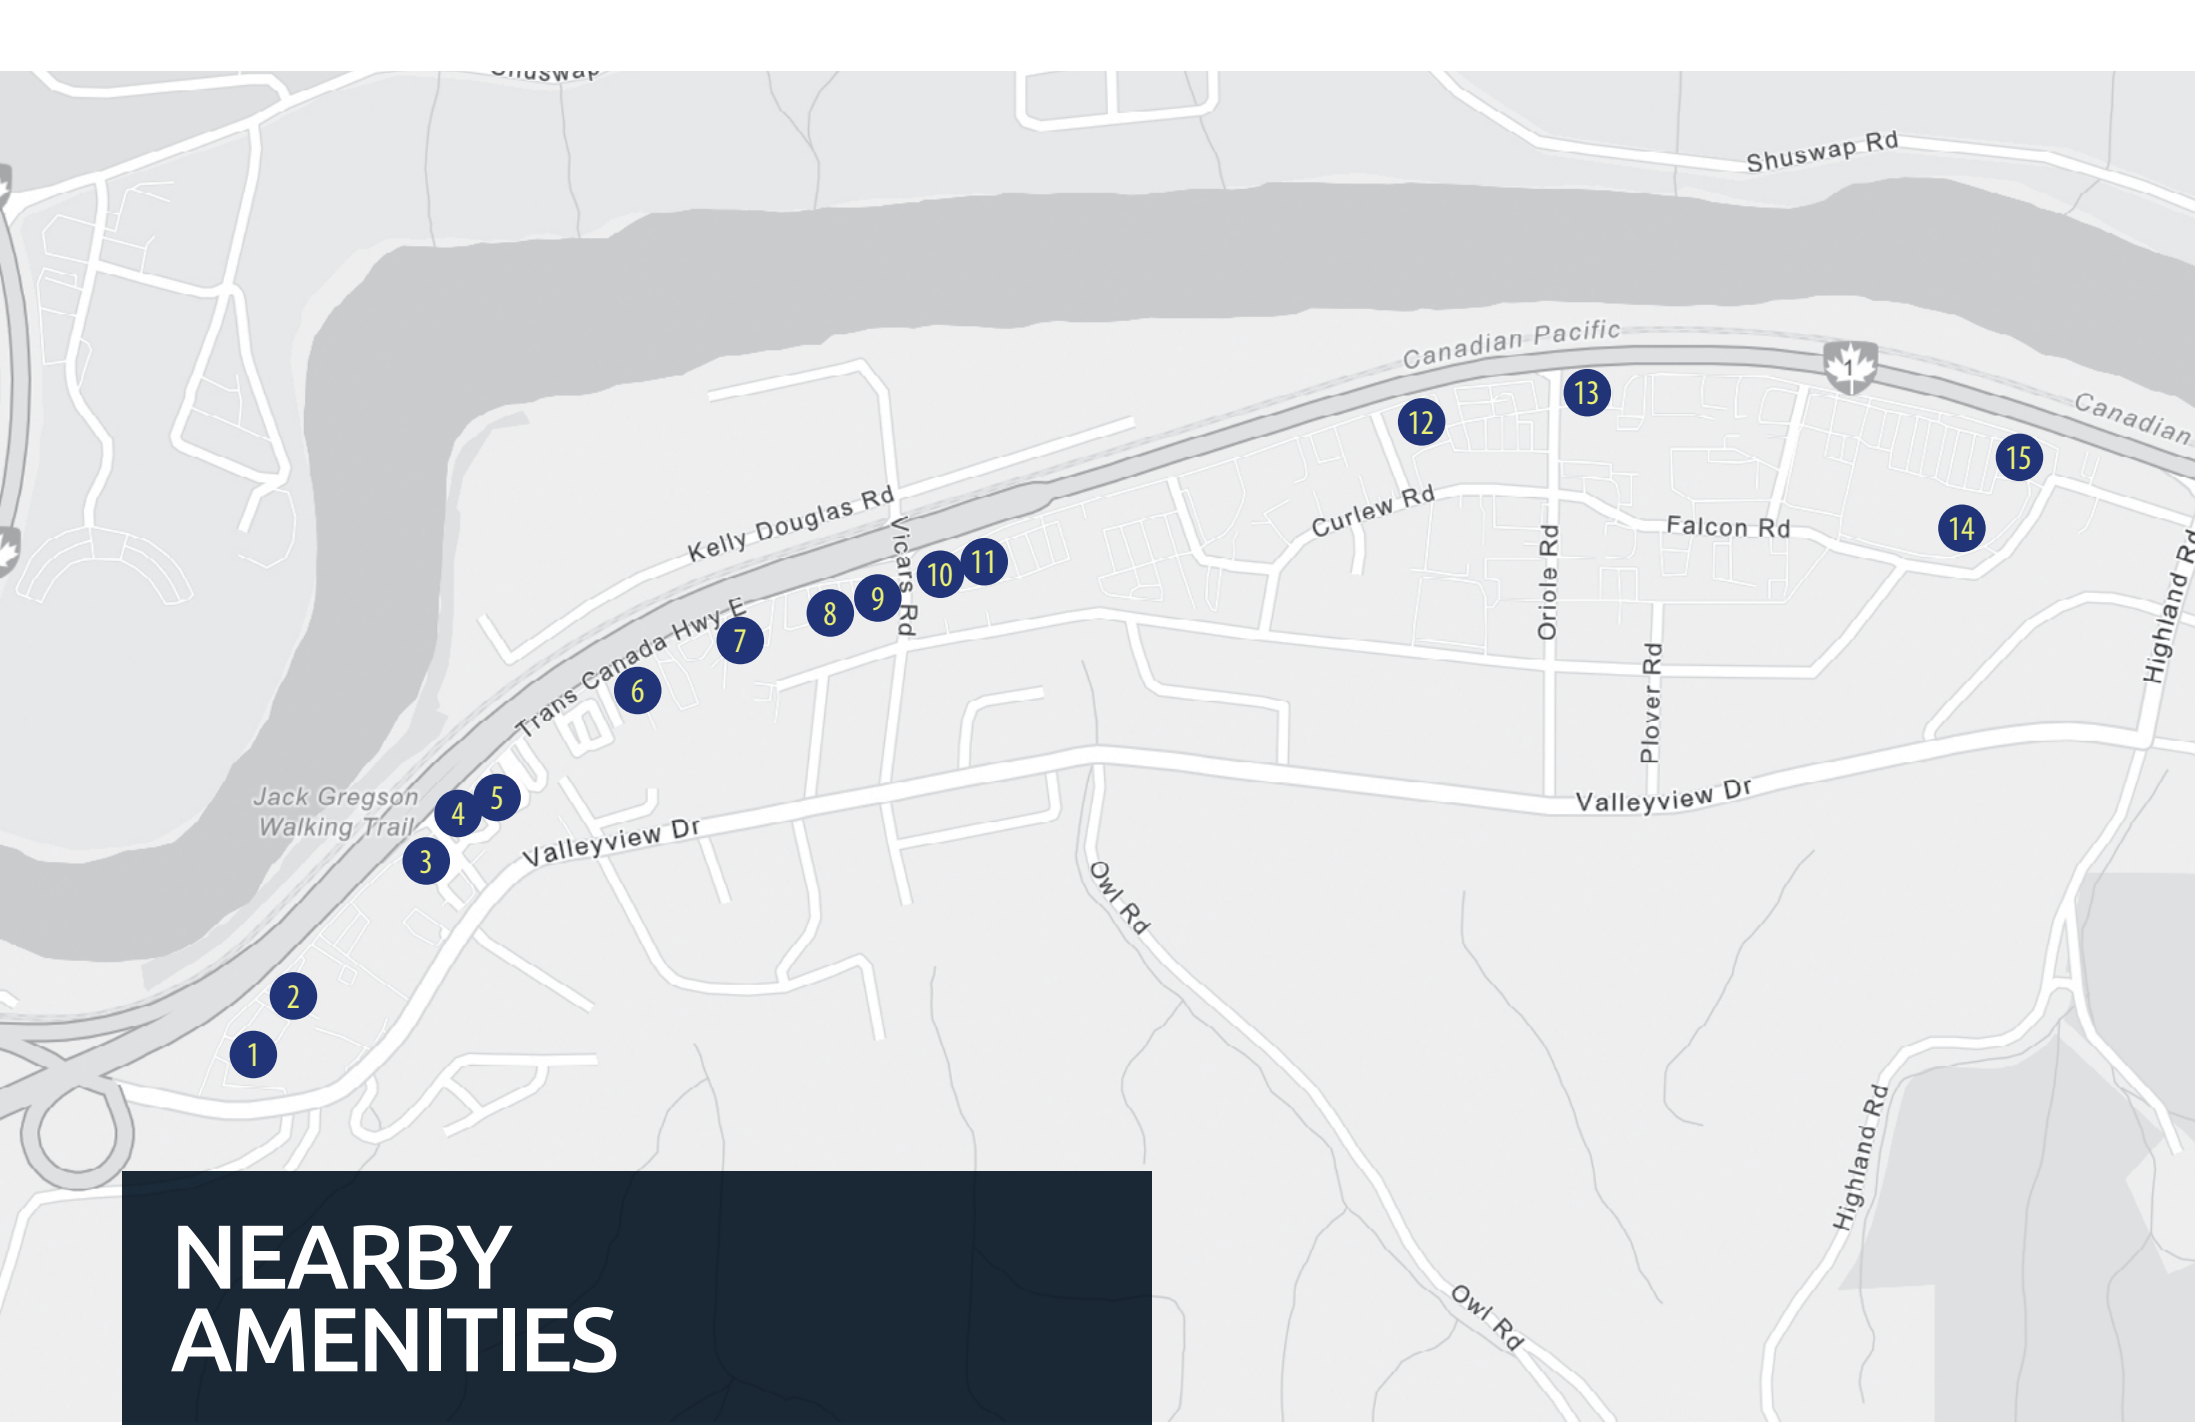 Shuswap
Shuswap Rd
Canadian Pacific
1
Canadian
13
12
15
Curlew Rd
Kelly Douglas Rd
Vicars Rd
Falcon Rd
14
Oriole Rd
Highland Rd
11
10
9
8
7
Trans Canada Hwy E
6
Plover Rd
Jack Gregson
Walking Trail
5
4
3
Valleyview Dr
Valleyview Dr
Owl Rd
2
1
Highland Rd
Owl Rd
NEARBY
AMENITIES